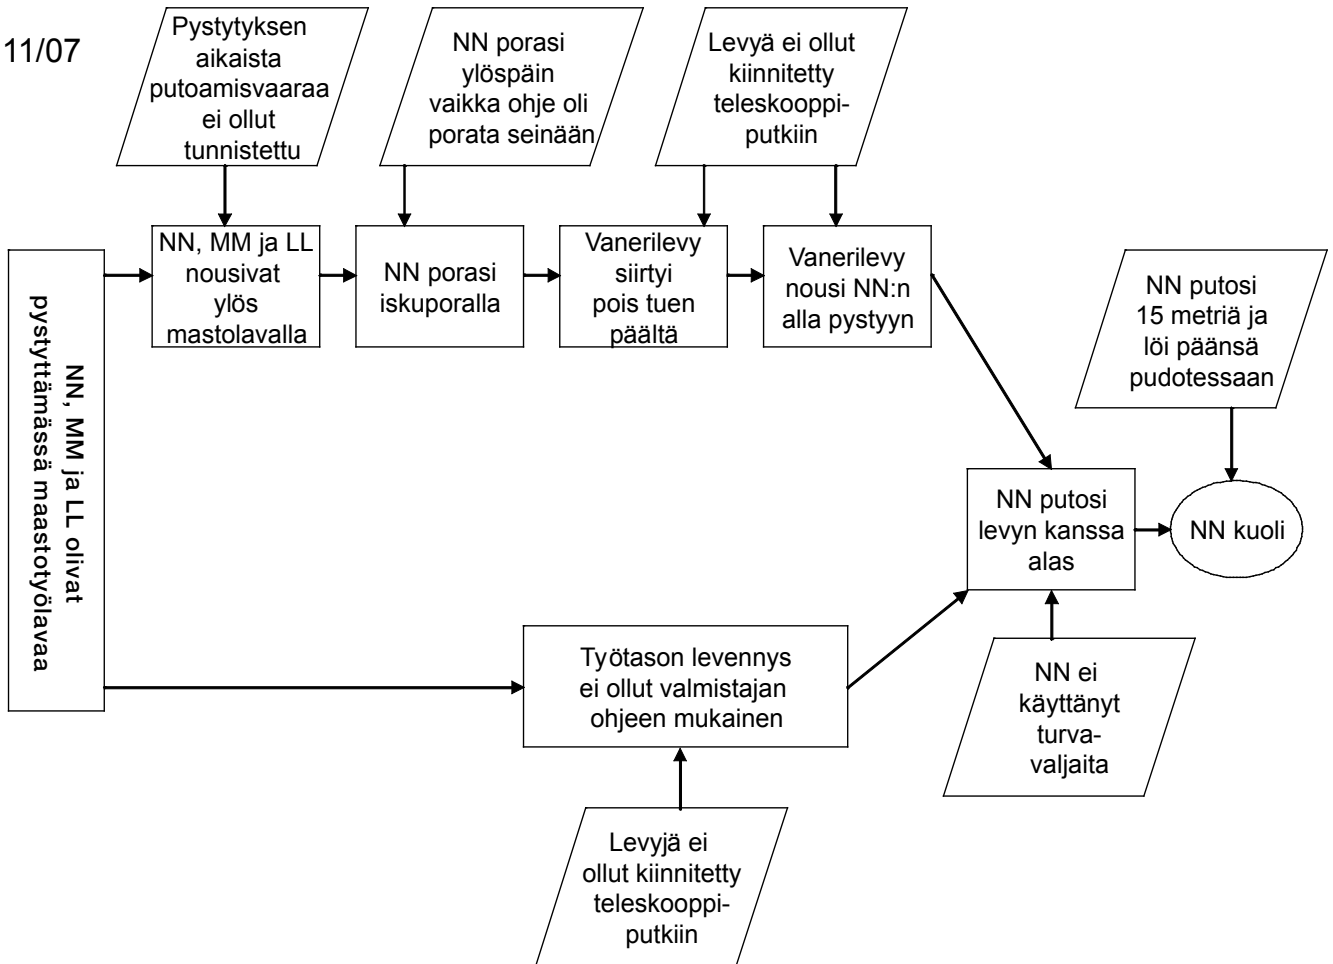 11/07
Pystytyksen
aikaista
putoamisvaaraa
ei ollut
tunnistettu
NN porasi
ylöspäin
vaikka ohje oli
porata seinään
Levyä ei ollut
kiinnitetty
teleskooppi-
putkiin
NN, MM ja LL olivat
pystyttämässä maastotyölavaa
NN, MM ja LL
nousivat
ylös
mastolavalla
NN porasi
iskuporalla
Vanerilevy
siirtyi
pois tuen
päältä
Vanerilevy
nousi NN:n
alla pystyyn
NN putosi
15 metriä ja
löi päänsä
pudotessaan
NN putosi
levyn kanssa
alas
NN kuoli
Työtason levennys
ei ollut valmistajan
ohjeen mukainen
NN ei
käyttänyt
turva-
valjaita
Levyjä ei
ollut kiinnitetty
teleskooppi-
putkiin